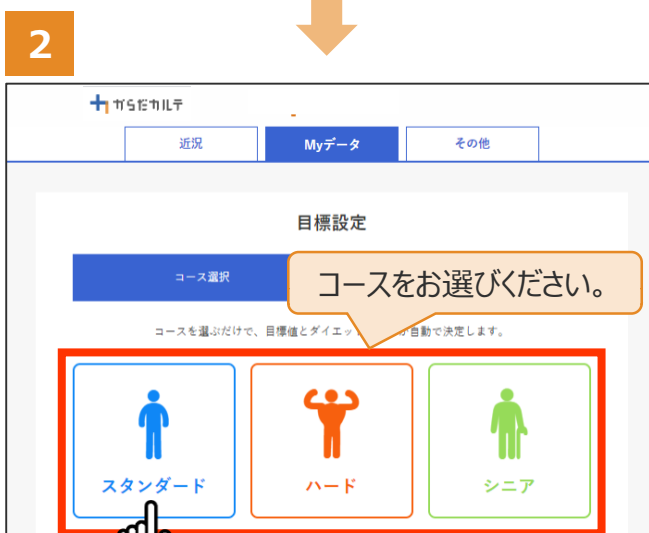 2
からだカルテ
近況
Myデータ
その他
目標設定
コース選択
コースをお選びください。
コースを選ぶだけで、目標値とダイエッ
自動で決定します。
スタンダード
ハード
シニア